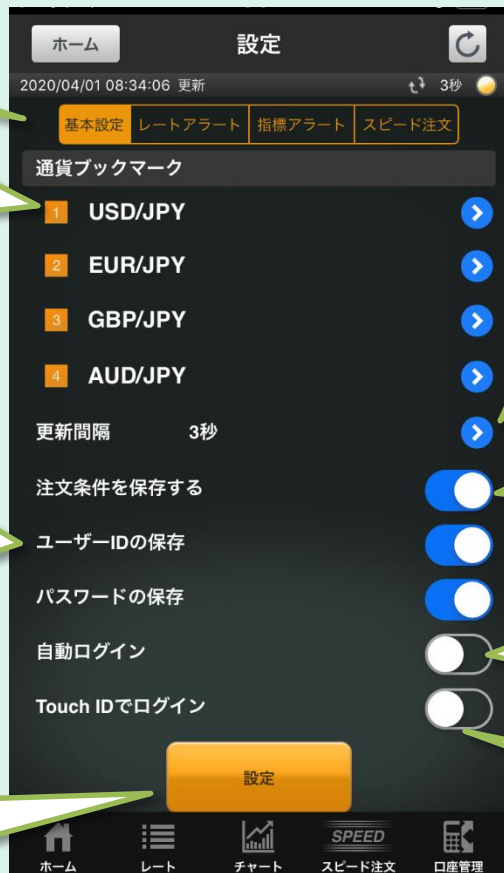 ホーム 設定
2020/04/01 08:34:06 更新 3秒
基本設定 レートアラート 指標アラート スピード注文
通貨ブックマーク
1 USD/JPY
2 EUR/JPY
3 GBP/JPY
4 AUD/JPY
更新間隔 3秒
注文条件を保存する
ユーザーIDの保存
パスワードの保存
自動ログイン
Touch IDでログイン
設定
SPEED
ホーム レート チャート スピード注文 口座管理